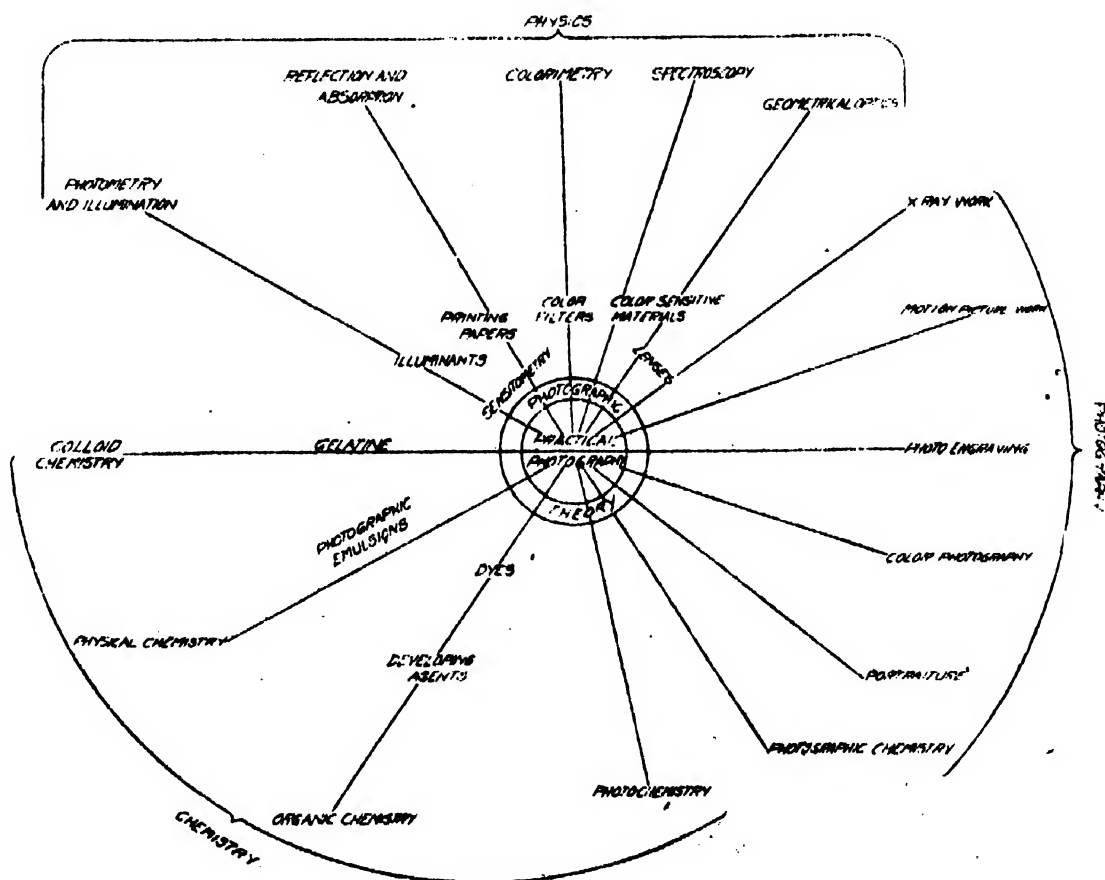 PHYSICS
REFLECTION AND
ABSORPTION
COLORIMETRY
SPECTROSCOPY
GEOMETRICAL OPTICS
PHOTOMETRY
AND ILLUMINATION
X RAY WORK
MOTION PICTURE WORK
PRINTING
PAPERS
COLOR
FILTERS
COLOR SENSITIVE
MATERIALS
ILLUMINANTS
SENSITOMETRY
LENSES
PHOTOGRAPHIC
PRACTICAL
PHOTOGRAPHY
THEORY
COLLOID
CHEMISTRY
GELATINE
PHOTO ENGRAVING
PHOTOGRAPHY
PHOTOGRAPHIC
EMULSIONS
DYES
COLOR PHOTOGRAPHY
PHYSICAL CHEMISTRY
DEVELOPING
AGENTS
PORTRAITURE
PHOTOGRAPHIC CHEMISTRY
PHOTOCHEMISTRY
ORGANIC CHEMISTRY
CHEMISTRY